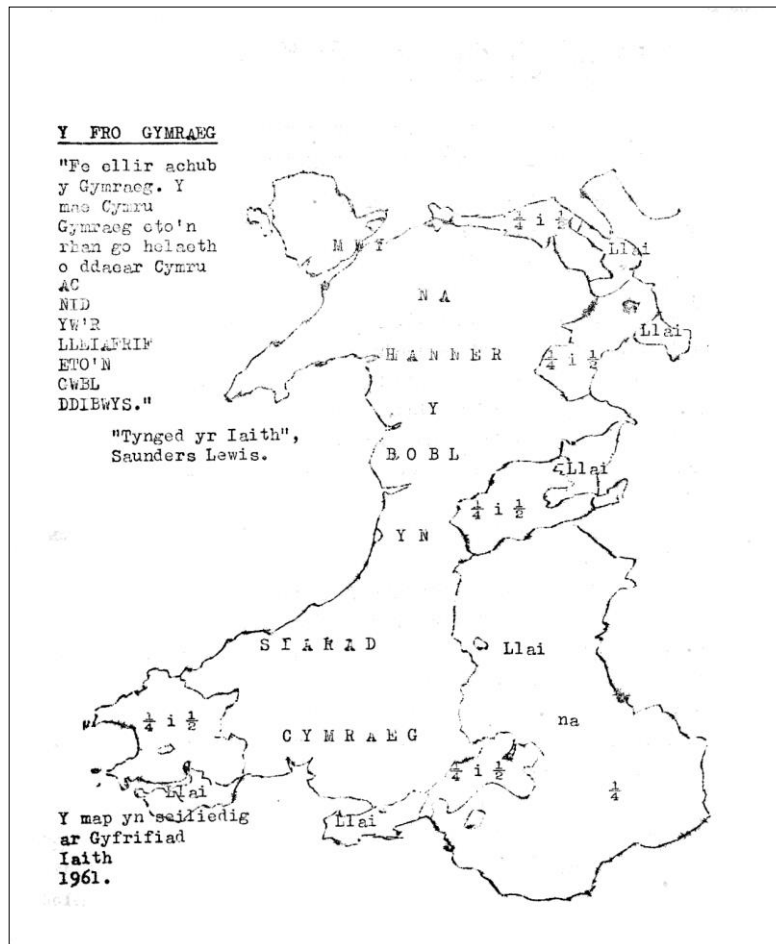 Y FRO GYMRAEG
"Fe ellir achub
y Gymraeg. Y
mae Cymru
Gymraeg eto'n
rhan go helaeth
o ddaear Cymru
AC
NID
YW'R
LLEIAFRIF
ETO'N
GWBL
DDIBWYS."
"Tynged yr Iaith",
Saunders Lewis.
¼ i ½
Llai
MWY
NA
Llai
HANNER
¼ i ½
Y
BOBL
Llai
¼ i ½
YN
SIARAD
Llai
¼ i ½
na
CYMRAEG
¼ i ½
Llai
¼
Llai
Y map yn seiliedig
ar Gyfrifiad
Iaith
1961.